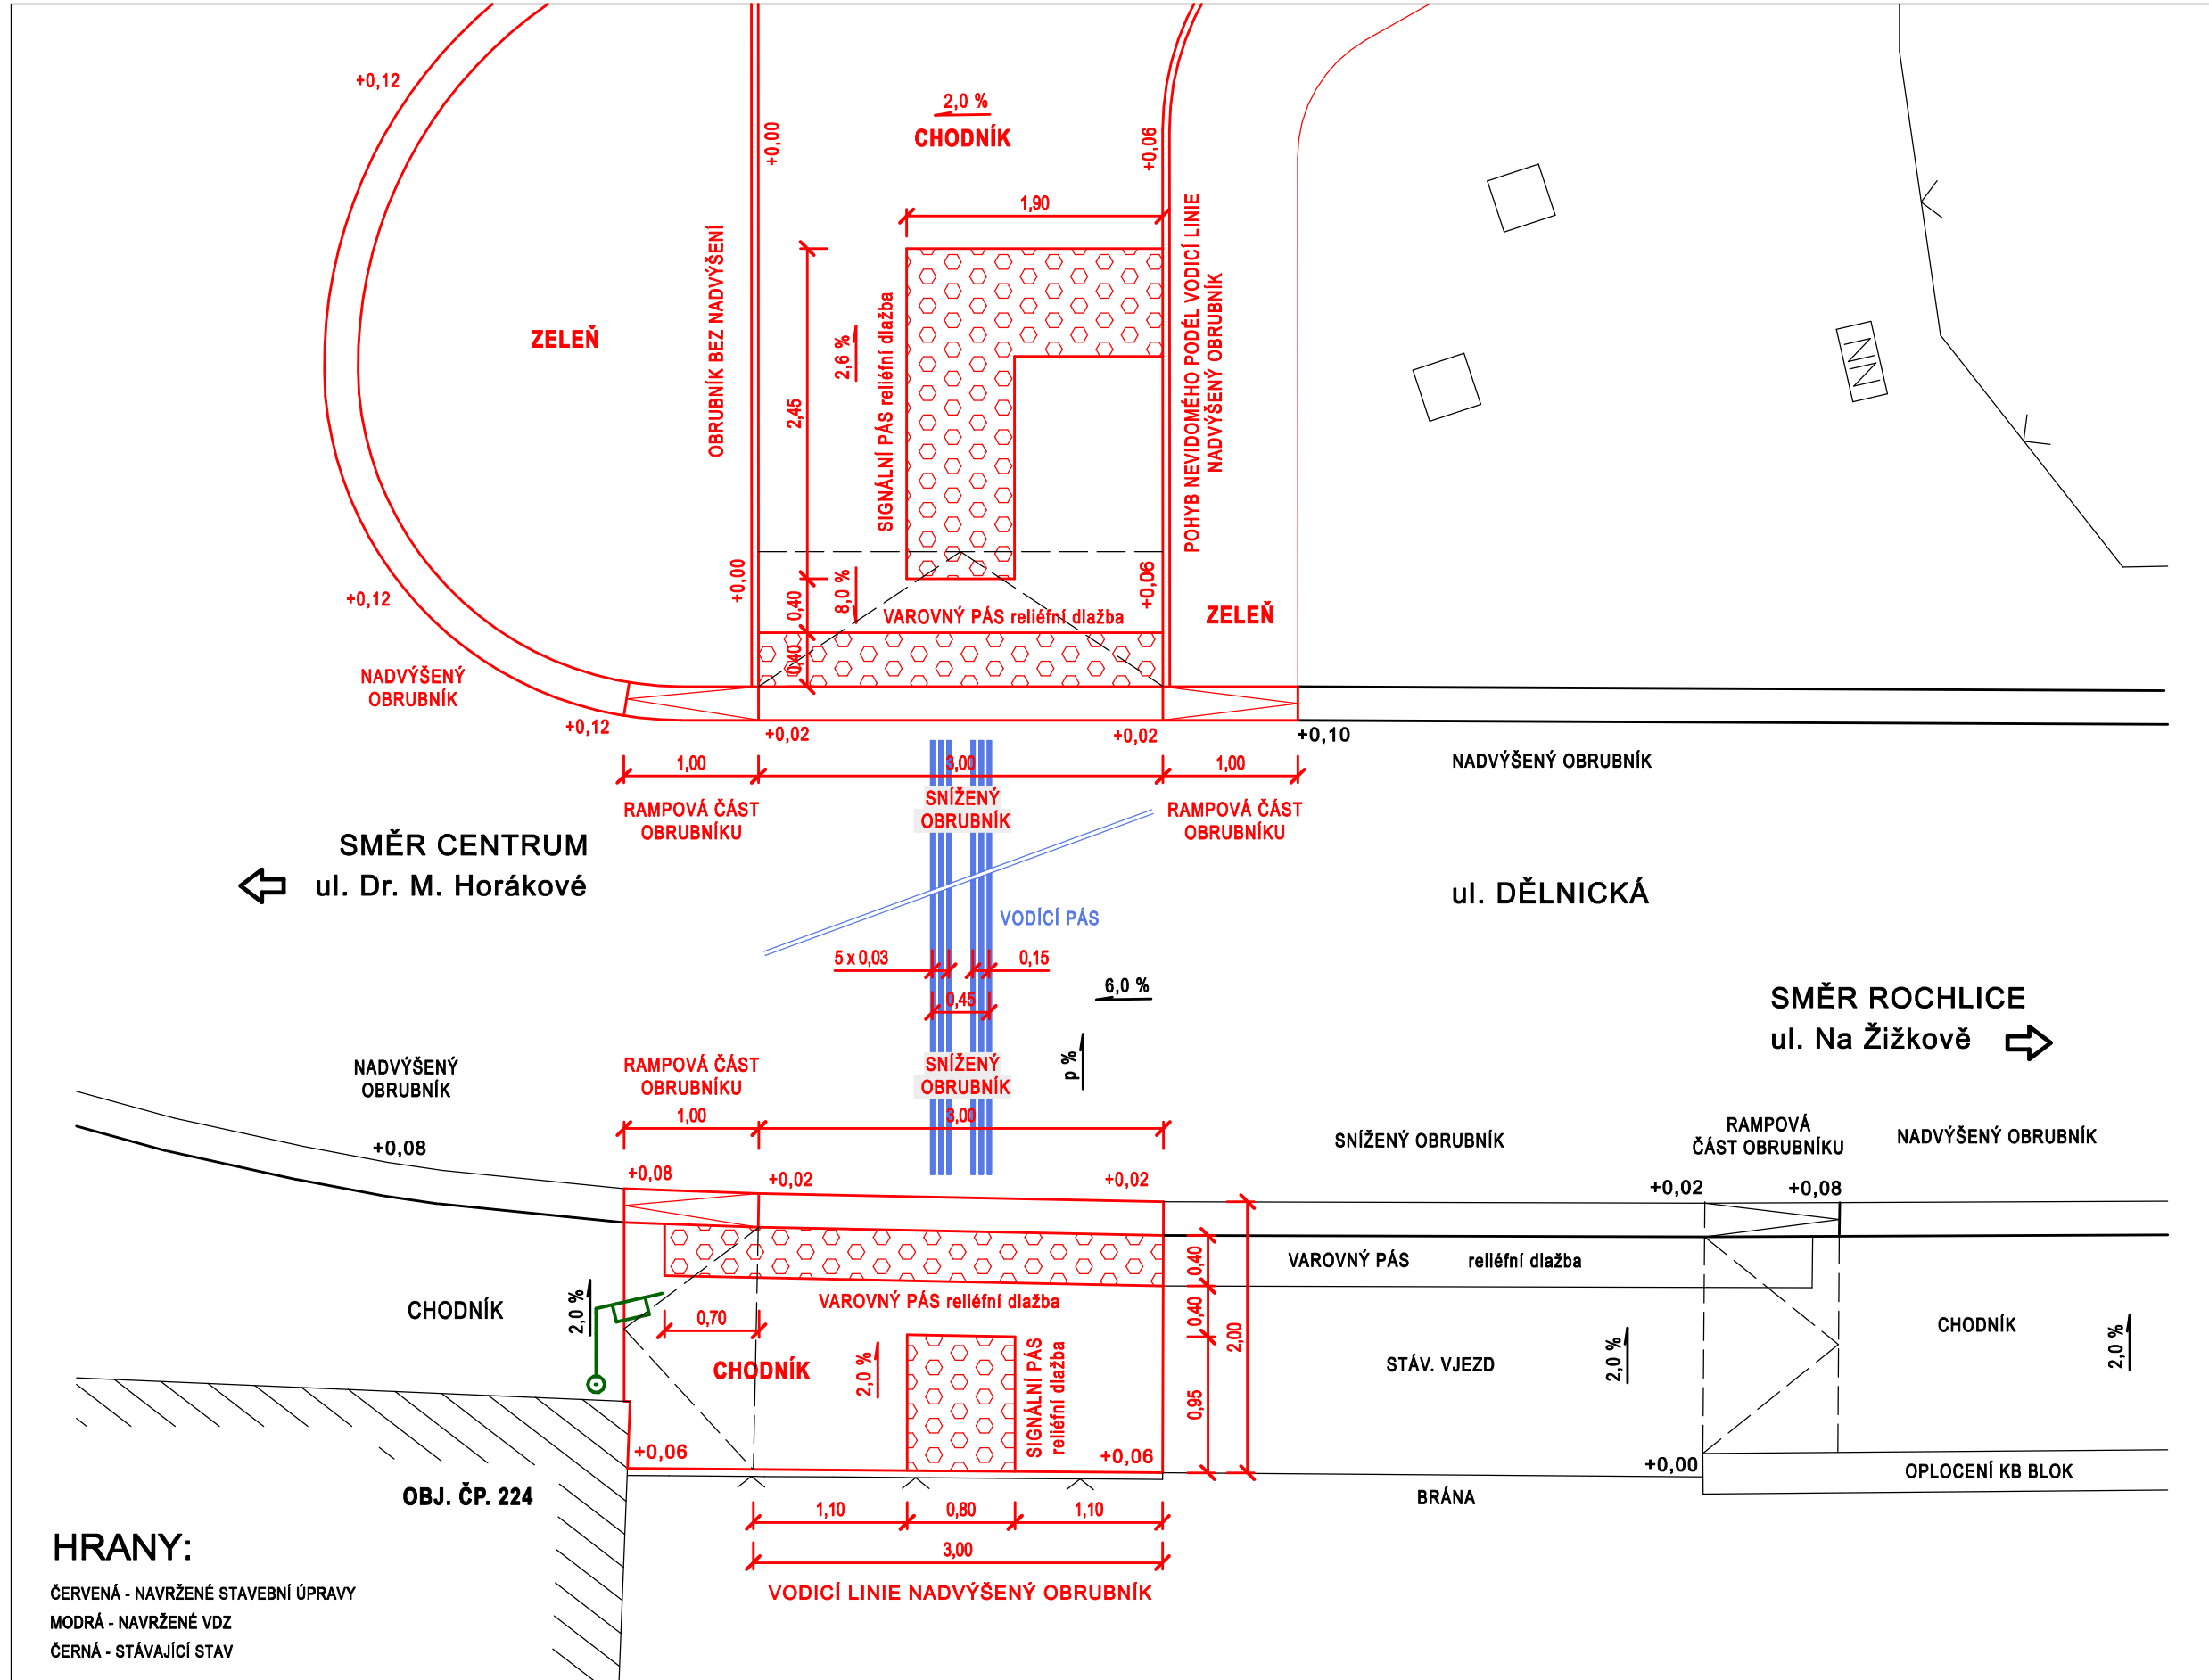 +0,12
2,0 %
CHODNÍK
+0,00
+0,06
1,90
OBRUBNÍK BEZ NADVÝŠENÍ
ZELEŇ
2,45
2,6 %
SIGNÁLNÍ PÁS reliéfní dlažba
POHYB NEVIDOMÉHO PODÉL VODICÍ LINIE
NADVÝŠENÝ OBRUBNÍK
NN
+0,12
+0,00
0,40
8,0 %
VAROVNÝ PÁS reliéfní dlažba
+0,06
ZELEŇ
0,40
NADVÝŠENÝ
OBRUBNÍK
+0,12
+0,02
+0,02
+0,10
1,00
3,00
1,00
NADVÝŠENÝ OBRUBNÍK
RAMPOVÁ ČÁST
OBRUBNÍKU
SNÍŽENÝ
OBRUBNÍK
RAMPOVÁ ČÁST
OBRUBNÍKU
SMĚR CENTRUM
ul. Dr. M. Horákové
ul. DĚLNICKÁ
VODÍCÍ PÁS
5 x 0,03
0,15
0,45
6,0 %
SMĚR ROCHLICE
ul. Na Žižkově
p %
NADVÝŠENÝ
OBRUBNÍK
RAMPOVÁ ČÁST
OBRUBNÍKU
SNÍŽENÝ
OBRUBNÍK
1,00
3,00
+0,08
SNÍŽENÝ OBRUBNÍK
RAMPOVÁ
ČÁST OBRUBNÍKU
NADVÝŠENÝ OBRUBNÍK
+0,08
+0,02
+0,02
+0,02
+0,08
0,40
VAROVNÝ PÁS
reliéfní dlažba
CHODNÍK
2,0 %
VAROVNÝ PÁS reliéfní dlažba
0,40
2,00
0,70
CHODNÍK
2,0 %
SIGNÁLNÍ PÁS
reliéfní dlažba
0,95
STÁV. VJEZD
2,0 %
CHODNÍK
2,0 %
+0,06
+0,06
+0,00
OPLOCENÍ KB BLOK
BRÁNA
OBJ. ČP. 224
1,10
0,80
1,10
3,00
VODICÍ LINIE NADVÝŠENÝ OBRUBNÍK
HRANY:
ČERVENÁ - NAVRŽENÉ STAVEBNÍ ÚPRAVY
MODRÁ - NAVRŽENÉ VDZ
ČERNÁ - STÁVAJÍCÍ STAV